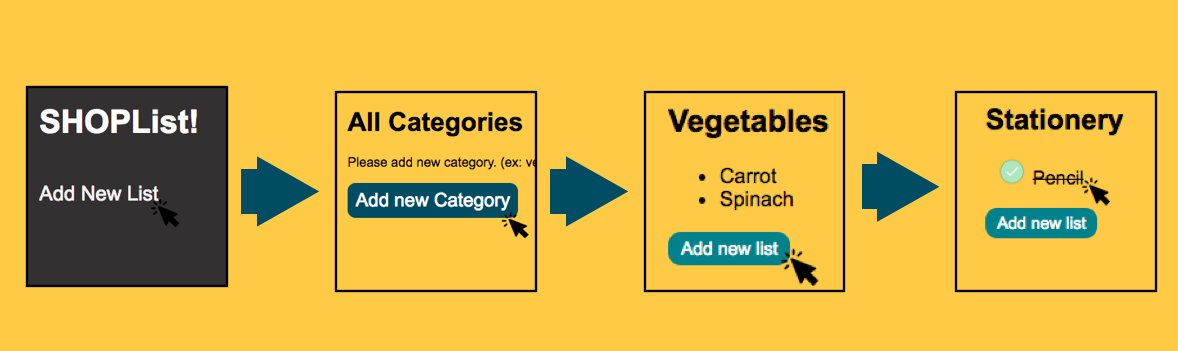 SHOPList!
Add New List
All Categories
Please add new category. (ex: ve
Add new Category
Vegetables
• Carrot
• Spinach
Add new list
Stationery
Pencil
Add new list